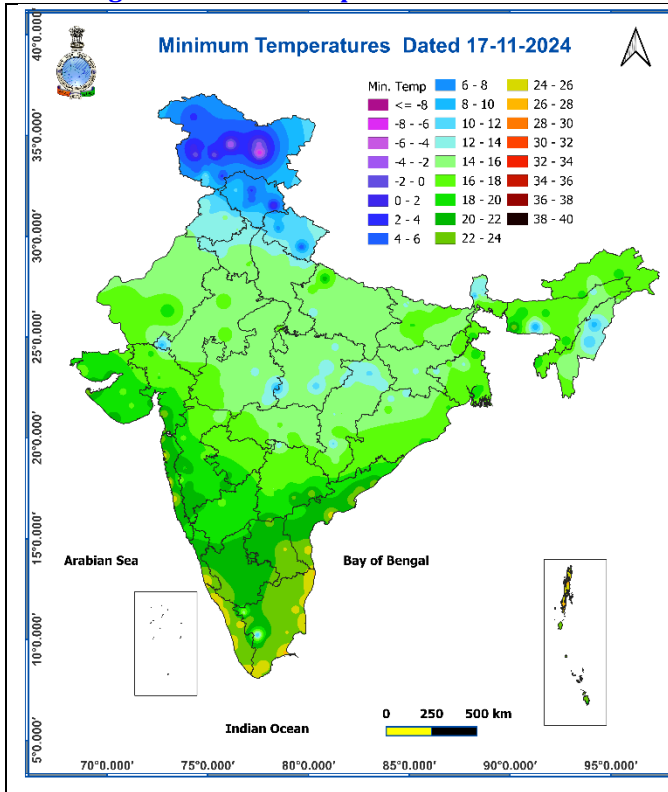 Minimum Temperatures Dated 17-11-2024
Min. Temp
<= -8
-8 - -6
-6 - -4
-4 - -2
-2 - 0
0 - 2
2 - 4
4 - 6
6 - 8
8 - 10
10 - 12
12 - 14
14 - 16
16 - 18
18 - 20
20 - 22
22 - 24
24 - 26
26 - 28
28 - 30
30 - 32
32 - 34
34 - 36
36 - 38
38 - 40
40°0.000'
35°0.000'
30°0.000'
25°0.000'
20°0.000'
15°0.000'
10°0.000'
5°0.000'
Arabian Sea
Bay of Bengal
Indian Ocean
0 250 500 km
70°0.000' 75°0.000' 80°0.000' 85°0.000' 90°0.000' 95°0.000'